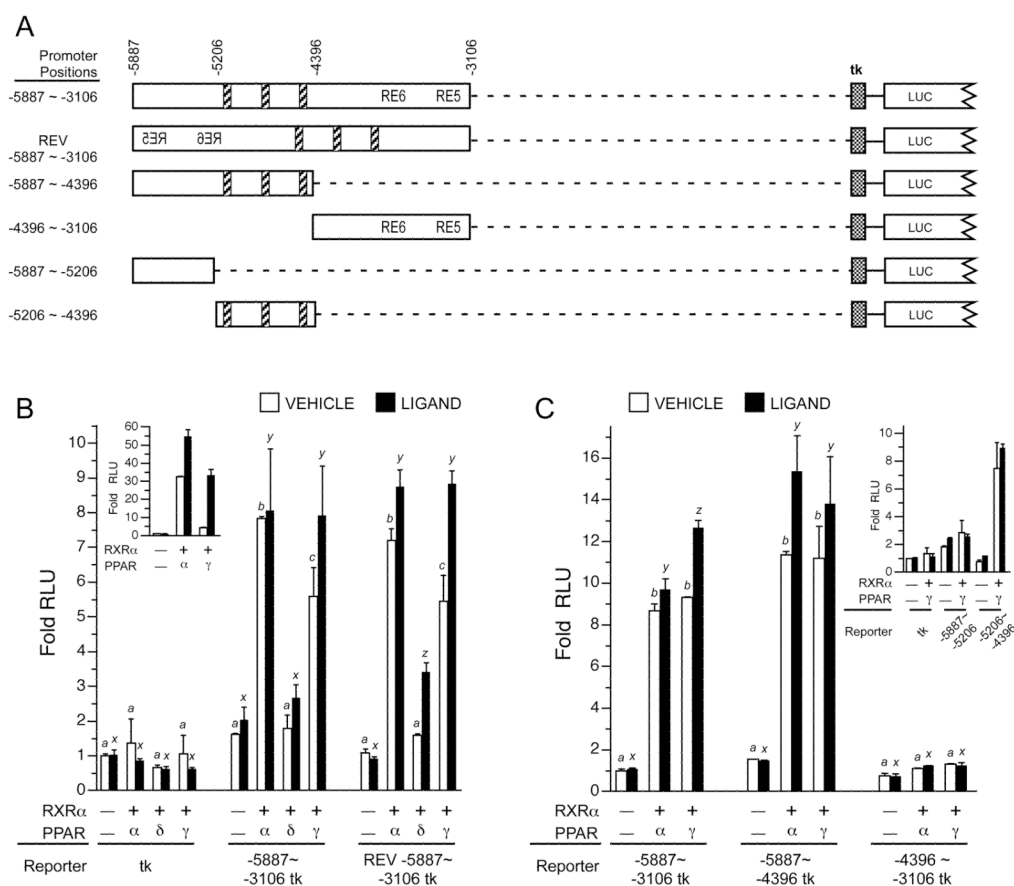 A
Promoter
Positions
-5887
-5206
-4396
-3106
tk
-5887 ~ -3106
RE6
RE5
LUC
REV
-5887 ~ -3106
RE5
RE6
LUC
-5887 ~ -4396
LUC
-4396 ~ -3106
RE6
RE5
LUC
-5887 ~ -5206
LUC
-5206 ~ -4396
LUC
B
VEHICLE
LIGAND
Fold RLU
10
9
8
7
6
5
4
3
2
1
0
Fold RLU
60
50
40
30
20
10
0
RXRα — + +
PPAR — α γ
a x a x a x a x
a x b y a x c y
a x b y a x c y
RXRα — + + + — + + + — + + +
PPAR — α δ γ — α δ γ — α δ γ
Reporter
tk
-5887~
-3106 tk
REV -5887~
-3106 tk
C
VEHICLE
LIGAND
Fold RLU
16
14
12
10
8
6
4
2
0
a x b y b z
a x b y b y
a x a x a x
Fold RLU
10
8
6
4
2
0
RXRα — + — + — +
PPAR — γ — γ — γ
Reporter
tk
-5887~
-5206
-5206~
-4396
RXRα — + + — + + — + +
PPAR — α γ — α γ — α γ
Reporter
-5887~
-3106 tk
-5887~
-4396 tk
-4396 ~
-3106 tk